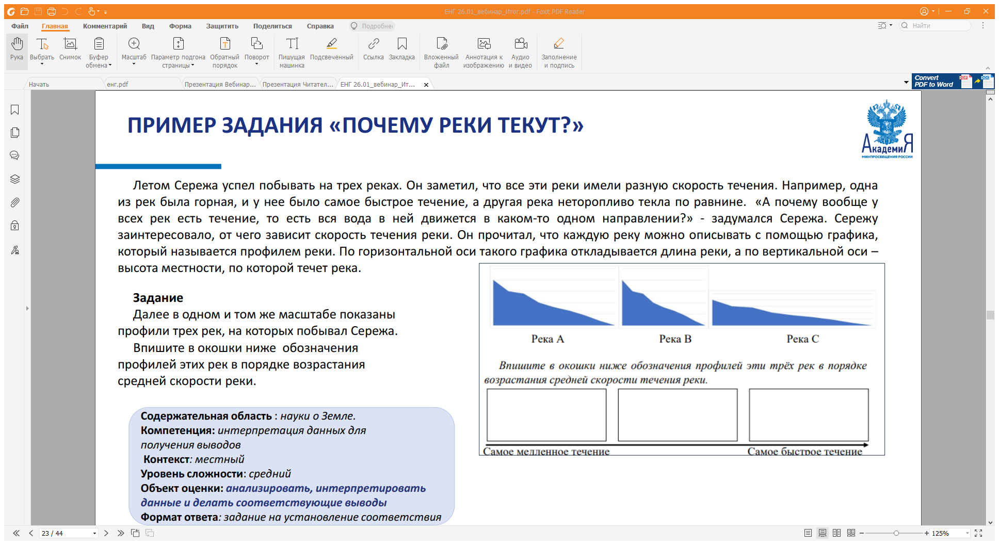 ЕНГ 26.01_вебинар_Итог.pdf - Foxit PDF Reader
Файл Главная Комментарий Вид Форма Защитить Поделиться Справка Подробнее Найти
Рука Выбрать Снимок Буфер обмена Масштаб Параметр подгона страницы Обратный порядок Поворот Пишущая машинка Подсвеченный Ссылка Закладка Вложенный файл Аннотация к изображению Аудио и видео Заполнение и подпись
Начать енг.pdf Презентация Вебинар... Презентация Читател... ЕНГ 26.01_вебинар_Ит...
Convert
PDF to Word
PDF DOC
ПРИМЕР ЗАДАНИЯ «ПОЧЕМУ РЕКИ ТЕКУТ?»
АкадемиЯ
МИНПРОСВЕЩЕНИЯ РОССИИ
Летом Сережа успел побывать на трех реках. Он заметил, что все эти реки имели разную скорость течения. Например, одна
из рек была горная, и у нее было самое быстрое течение, а другая река неторопливо текла по равнине. «А почему вообще у
всех рек есть течение, то есть вся вода в ней движется в каком-то одном направлении?» - задумался Сережа. Сережу
заинтересовало, от чего зависит скорость течения реки. Он прочитал, что каждую реку можно описывать с помощью графика,
который называется профилем реки. По горизонтальной оси такого графика откладывается длина реки, а по вертикальной оси –
высота местности, по которой течет река.
Задание
Далее в одном и том же масштабе показаны
профили трех рек, на которых побывал Сережа.
Впишите в окошки ниже обозначения
профилей этих рек в порядке возрастания
средней скорости реки.
Река А Река В Река С
Впишите в окошки ниже обозначения профилей эти трёх рек в порядке
возрастания средней скорости течения реки.
Самое медленное течение Самое быстрое течение
Содержательная область : науки о Земле.
Компетенция: интерпретация данных для
получения выводов
Контекст: местный
Уровень сложности: средний
Объект оценки: анализировать, интерпретировать
данные и делать соответствующие выводы
Формат ответа: задание на установление соответствия
23 / 44 125%